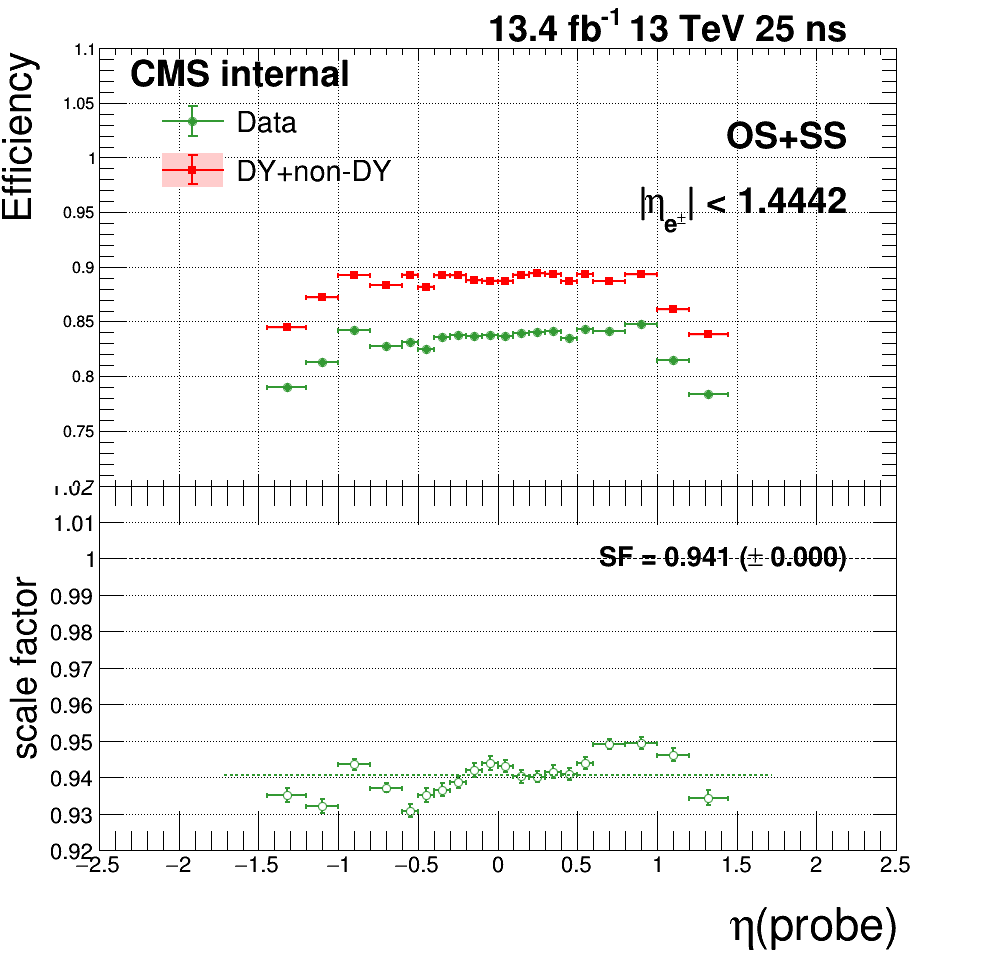 13.4 fb⁻¹ 13 TeV 25 ns
Efficiency
1.1
1.05
1
0.95
0.9
0.85
0.8
0.75
CMS internal
Data
DY+non-DY
OS+SS
|η_e±| < 1.4442
scale factor
1.02
1.01
1
0.99
0.98
0.97
0.96
0.95
0.94
0.93
0.92
SF = 0.941 (± 0.000)
−2.5 −2 −1.5 −1 −0.5 0 0.5 1 1.5 2 2.5
η(probe)